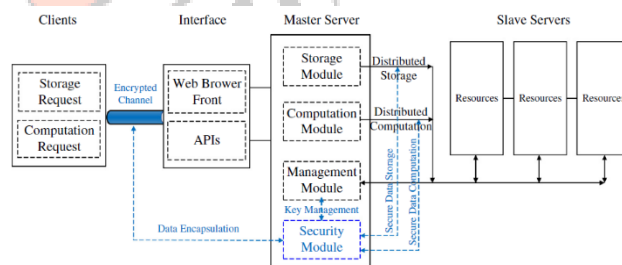 Clients
Interface
Master Server
Slave Servers
Storage
Request
Computation
Request
Encrypted
Channel
Web Brower
Front
APIs
Storage
Module
Computation
Module
Management
Module
Key Management
Security
Module
Distributed
Storage
Distributed
Computation
Secure Data Storage
Secure Data Computation
Data Encapsulation
Resources
Resources
Resources